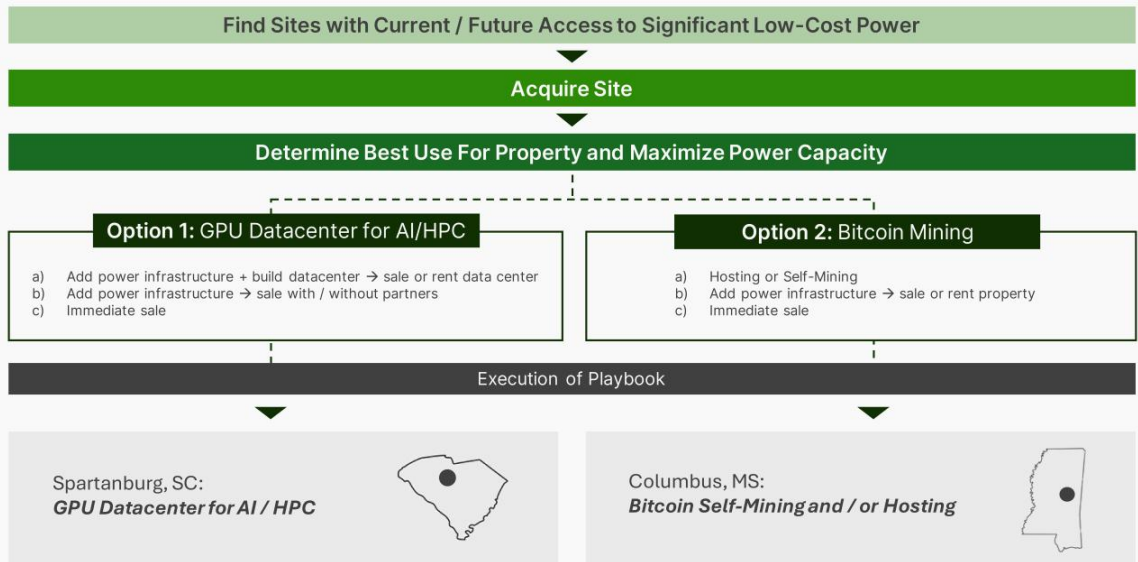 Find Sites with Current / Future Access to Significant Low-Cost Power
Acquire Site
Determine Best Use For Property and Maximize Power Capacity
Option 1: GPU Datacenter for AI/HPC
a) Add power infrastructure + build datacenter → sale or rent data center
b) Add power infrastructure → sale with / without partners
c) Immediate sale
Option 2: Bitcoin Mining
a) Hosting or Self-Mining
b) Add power infrastructure → sale or rent property
c) Immediate sale
Execution of Playbook
Spartanburg, SC:
GPU Datacenter for AI / HPC
Columbus, MS:
Bitcoin Self-Mining and / or Hosting